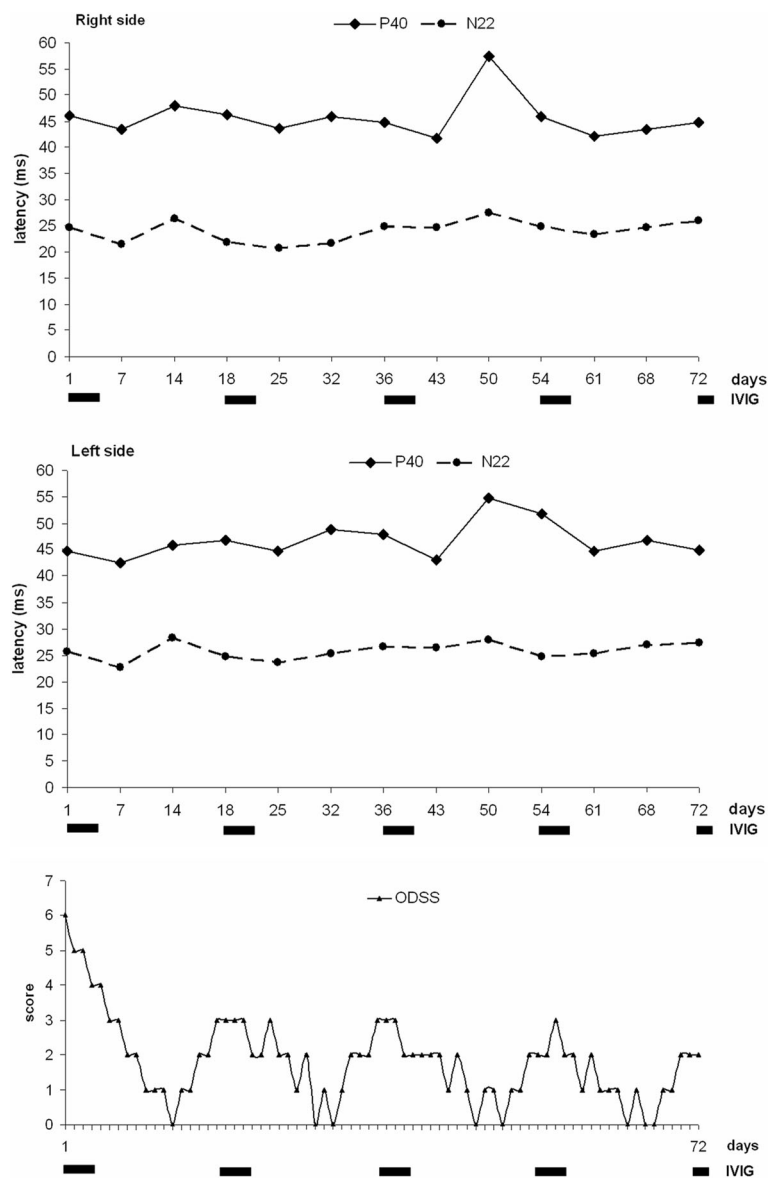 Right side
P40 N22
60
55
50
45
40
35
30
25
20
15
10
5
0
latency (ms)
1 7 14 18 25 32 36 43 50 54 61 68 72 days
IVIG
Left side
P40 N22
60
55
50
45
40
35
30
25
20
15
10
5
0
latency (ms)
1 7 14 18 25 32 36 43 50 54 61 68 72 days
IVIG
ODSS
7
6
5
4
3
2
1
0
score
1 72 days
IVIG